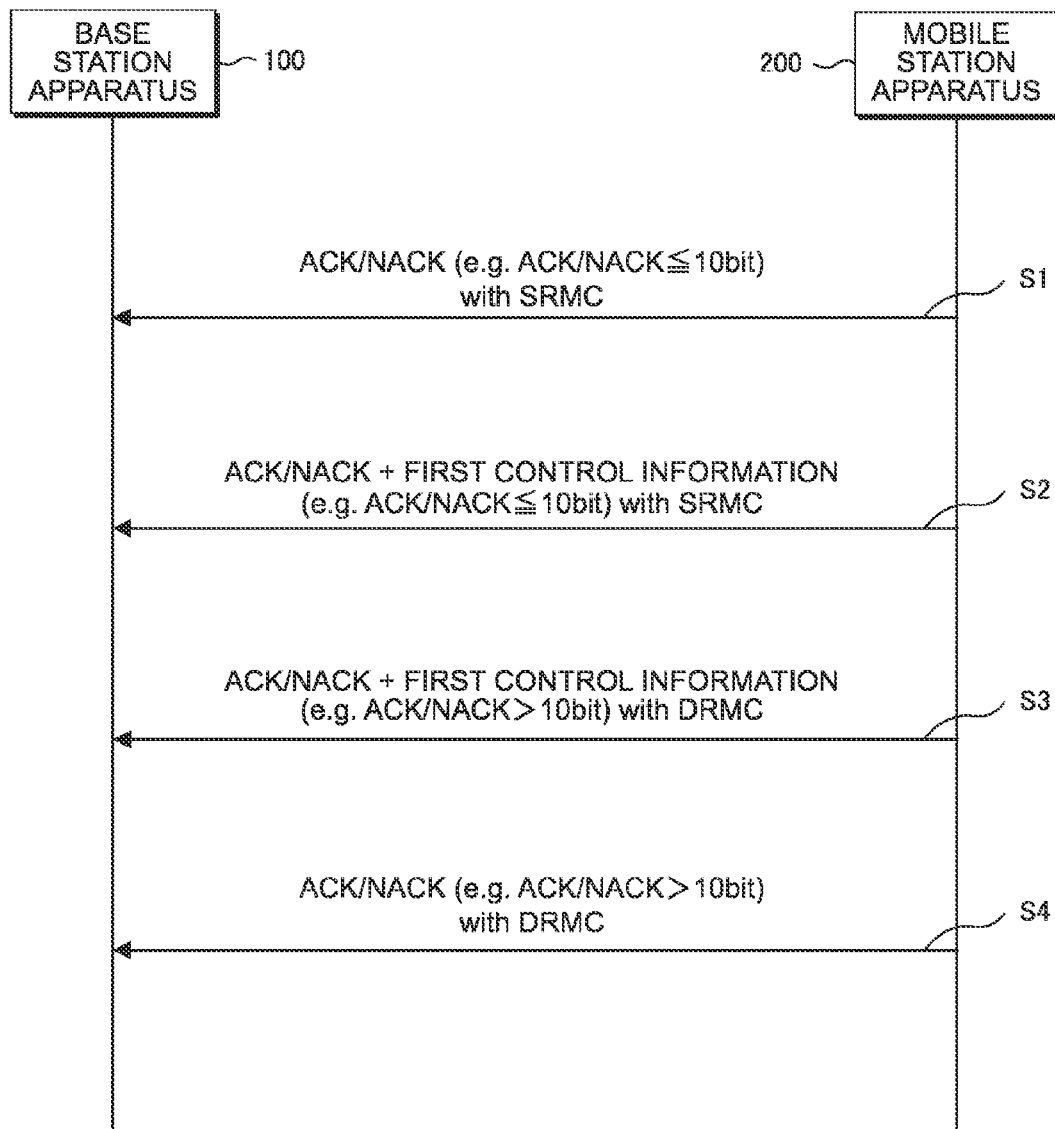 BASE
STATION
APPARATUS
100
200
MOBILE
STATION
APPARATUS
ACK/NACK (e.g. ACK/NACK≦10bit)
with SRMC
S1
ACK/NACK + FIRST CONTROL INFORMATION
(e.g. ACK/NACK≦10bit) with SRMC
S2
ACK/NACK + FIRST CONTROL INFORMATION
(e.g. ACK/NACK>10bit) with DRMC
S3
ACK/NACK (e.g. ACK/NACK>10bit)
with DRMC
S4